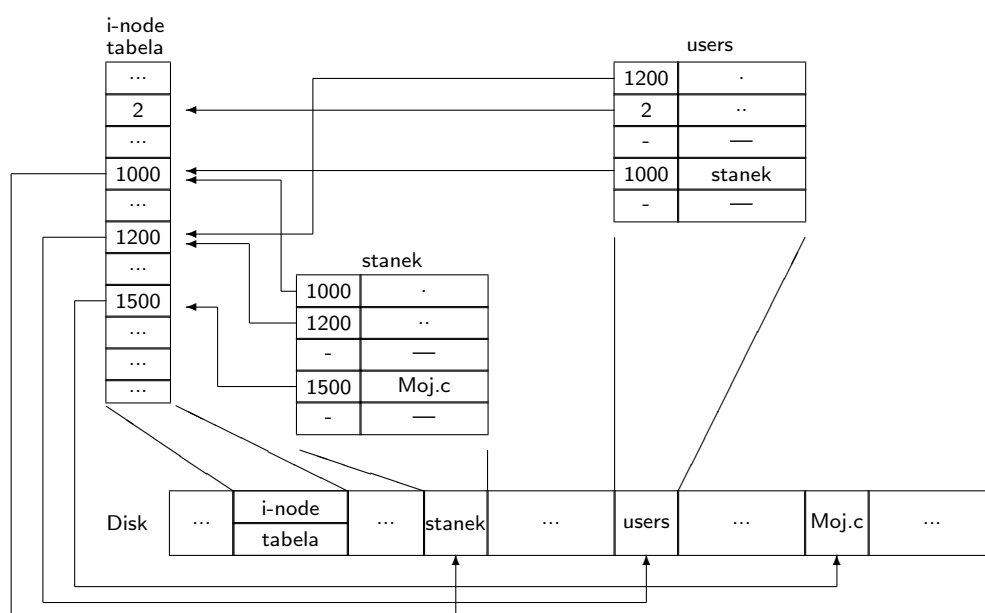 i-node
tabela
...
2
...
1000
...
1200
...
1500
...
...
...
users
1200 .
2 ..
- —
1000 stanek
- —
stanek
1000 .
1200 ..
- —
1500 Moj.c
- —
Disk ... i-node ... stanek ... users ... Moj.c ...
tabela